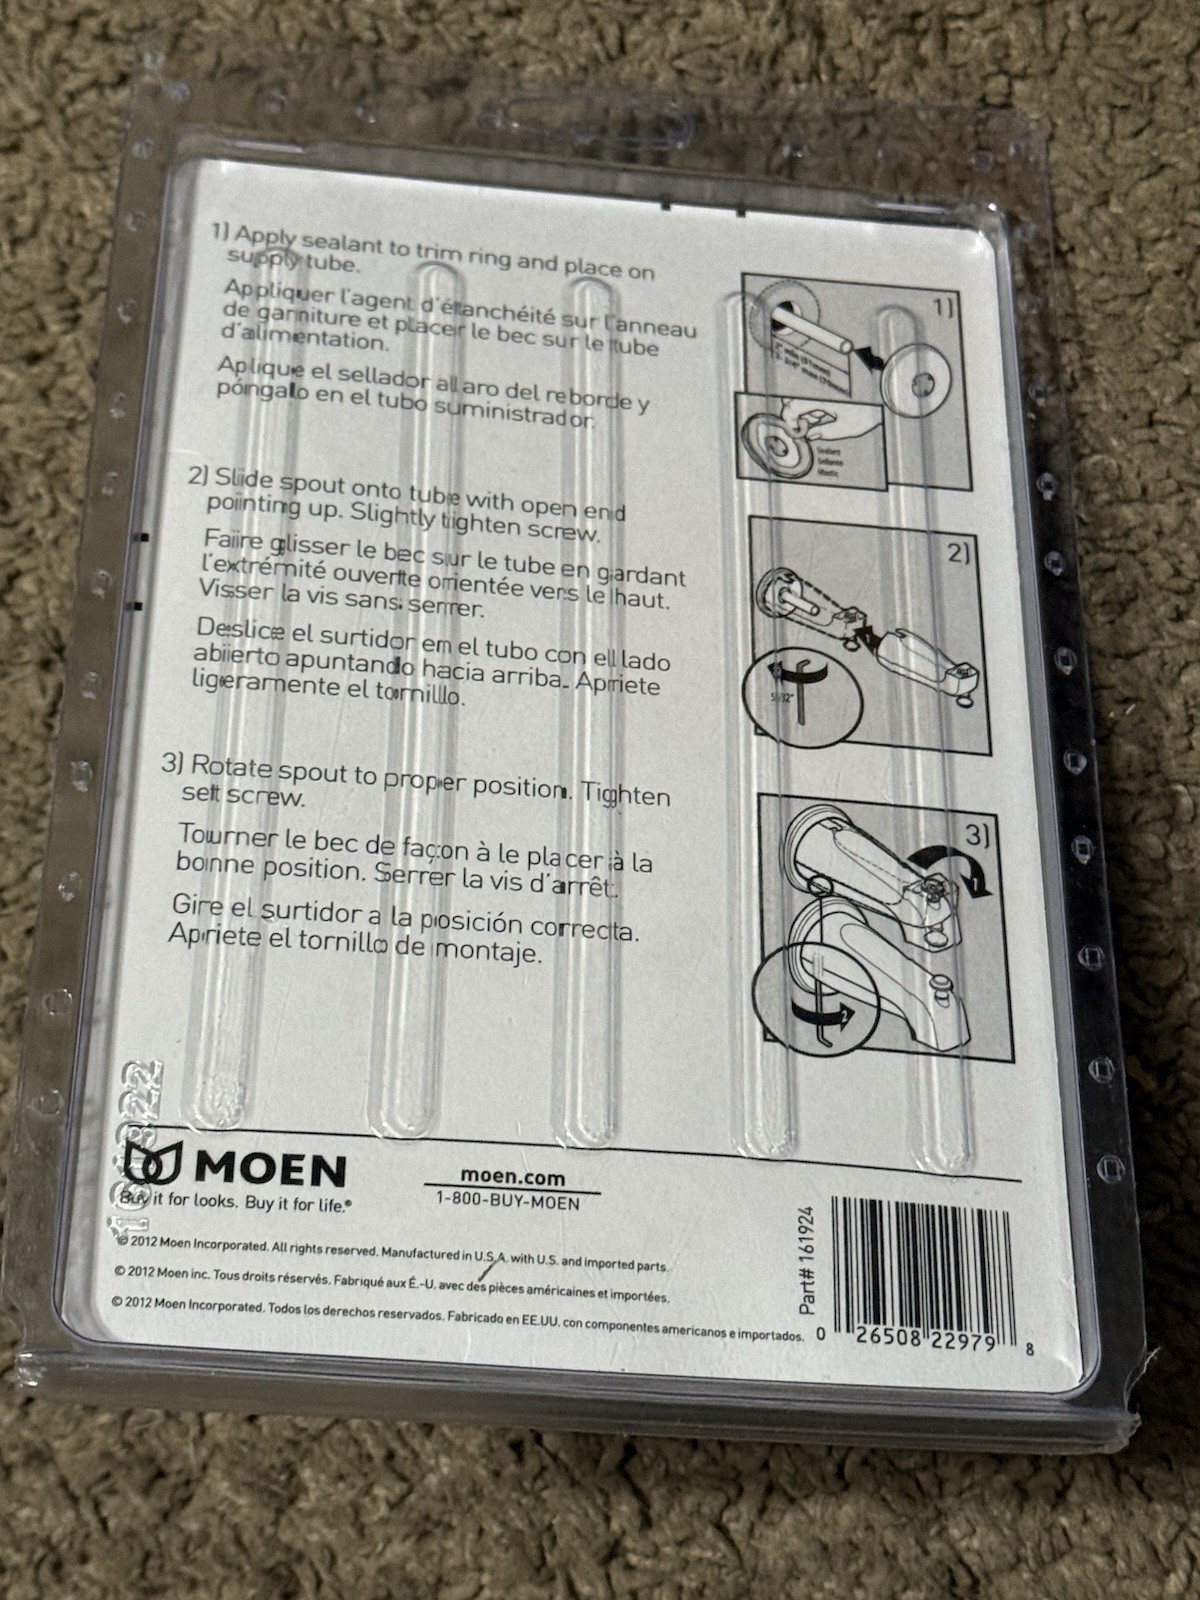 1) Apply sealant to trim ring and place on
supply tube.
Appliquer l'agent d'étanchéité sur l'anneau
de garniture et placer le bec sur le tube
d'alimentation.
Aplique el sellador al aro del reborde y
póngalo en el tubo suministrador.
1)
Sealant
Sellante
Mastic
2) Slide spout onto tube with open end
pointing up. Slightly tighten screw.
Faire glisser le bec sur le tube en gardant
l'extrémité ouverte orientée vers le haut.
Visser la vis sans serrer.
Deslice el surtidor en el tubo con el lado
abierto apuntando hacia arriba. Apriete
ligeramente el tornillo.
2)
5/32"
3) Rotate spout to proper position. Tighten
set screw.
Tourner le bec de façon à le placer à la
bonne position. Serrer la vis d'arrêt.
Gire el surtidor a la posición correcta.
Apriete el tornillo de montaje.
3)
1
2
MOEN
Buy it for looks. Buy it for life.®
moen.com
1-800-BUY-MOEN
© 2012 Moen Incorporated. All rights reserved. Manufactured in U.S.A. with U.S. and imported parts.
© 2012 Moen inc. Tous droits réservés. Fabriqué aux É.-U. avec des pièces américaines et importées.
© 2012 Moen Incorporated. Todos los derechos reservados. Fabricado en EE.UU. con componentes americanos e importados.
Part# 161924
0 26508 22979 8